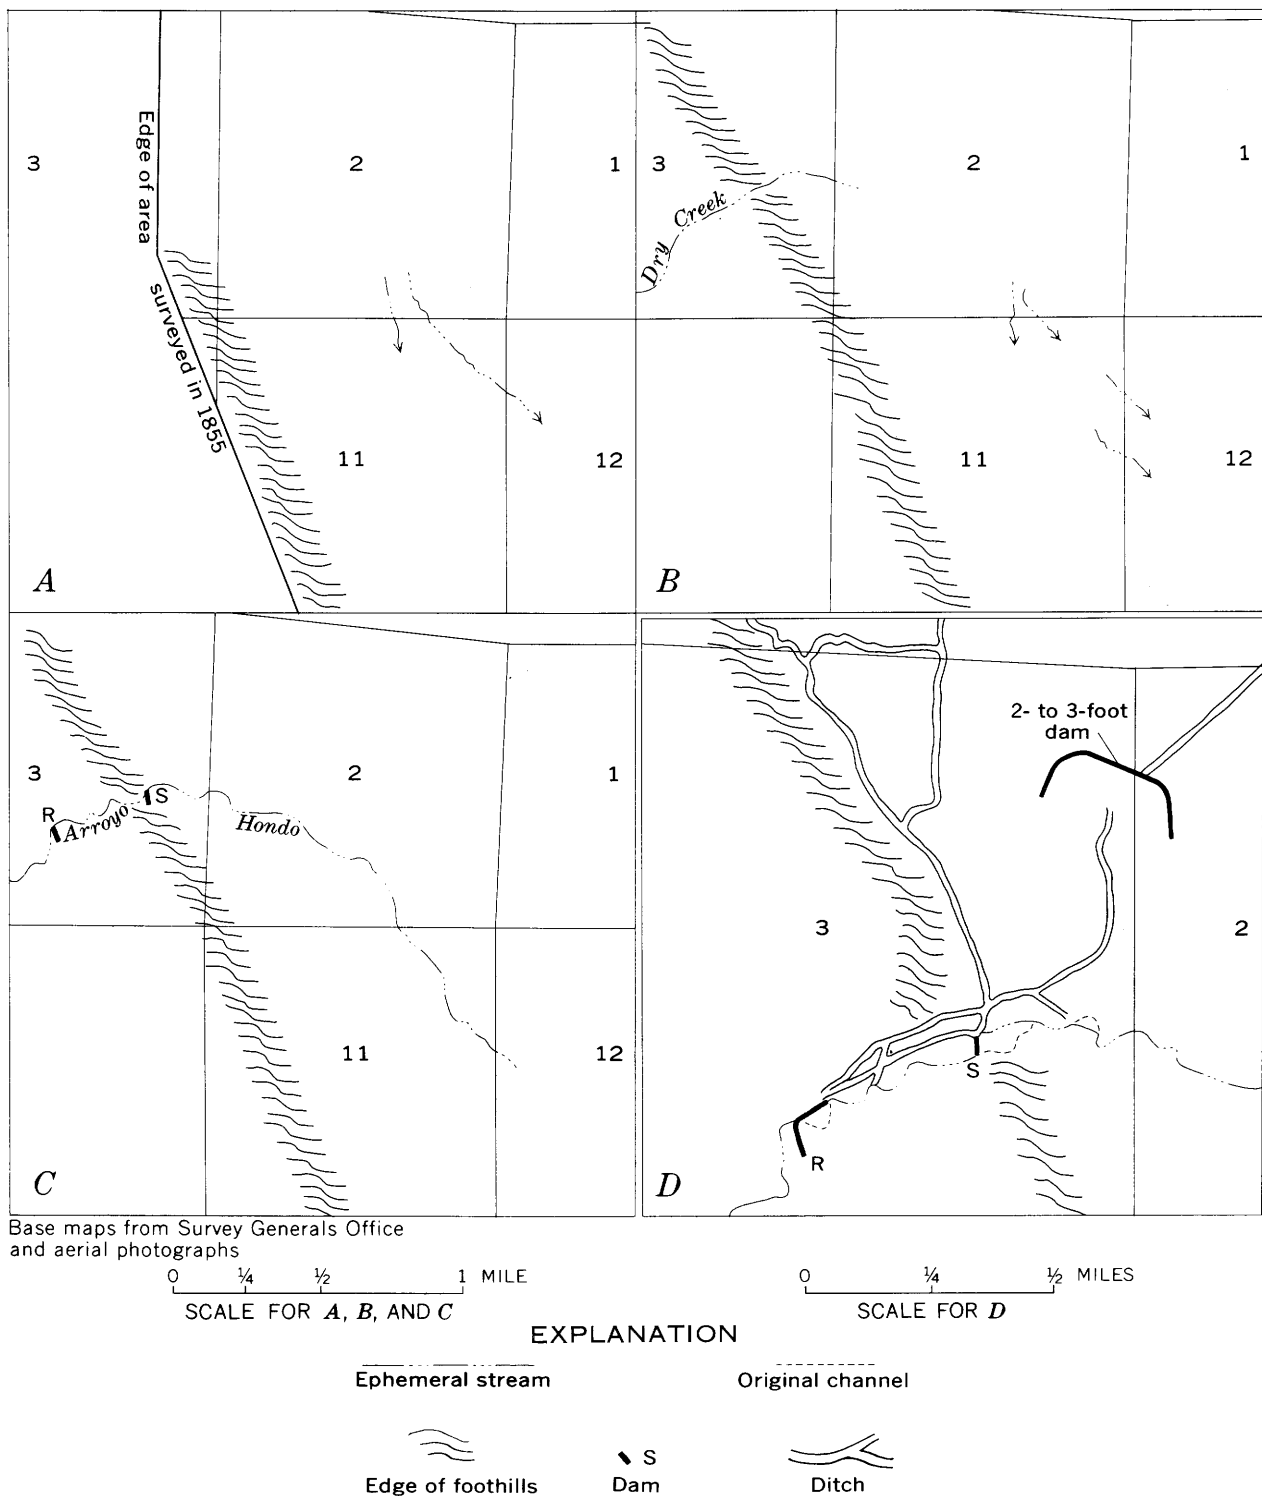 3
Edge of area
surveyed in 1855
2
1
11
12
A
3
Dry Creek
2
1
11
12
B
3
R
Arroyo
S
Hondo
2
1
11
12
C
2- to 3-foot
dam
3
2
S
R
D
Base maps from Survey Generals Office
and aerial photographs
0 ¼ ½ 1 MILE
SCALE FOR A, B, AND C
0 ¼ ½ MILES
SCALE FOR D
EXPLANATION
Ephemeral stream
Original channel
Edge of foothills
S
Dam
Ditch